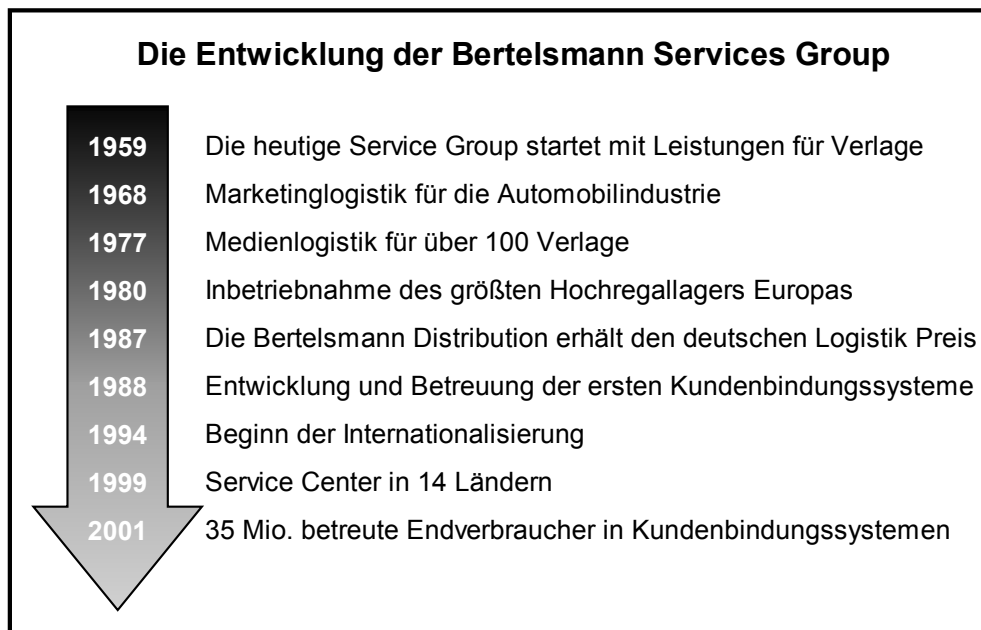 Die Entwicklung der Bertelsmann Services Group
1959 Die heutige Service Group startet mit Leistungen für Verlage
1968 Marketinglogistik für die Automobilindustrie
1977 Medienlogistik für über 100 Verlage
1980 Inbetriebnahme des größten Hochregallagers Europas
1987 Die Bertelsmann Distribution erhält den deutschen Logistik Preis
1988 Entwicklung und Betreuung der ersten Kundenbindungssysteme
1994 Beginn der Internationalisierung
1999 Service Center in 14 Ländern
2001 35 Mio. betreute Endverbraucher in Kundenbindungssystemen